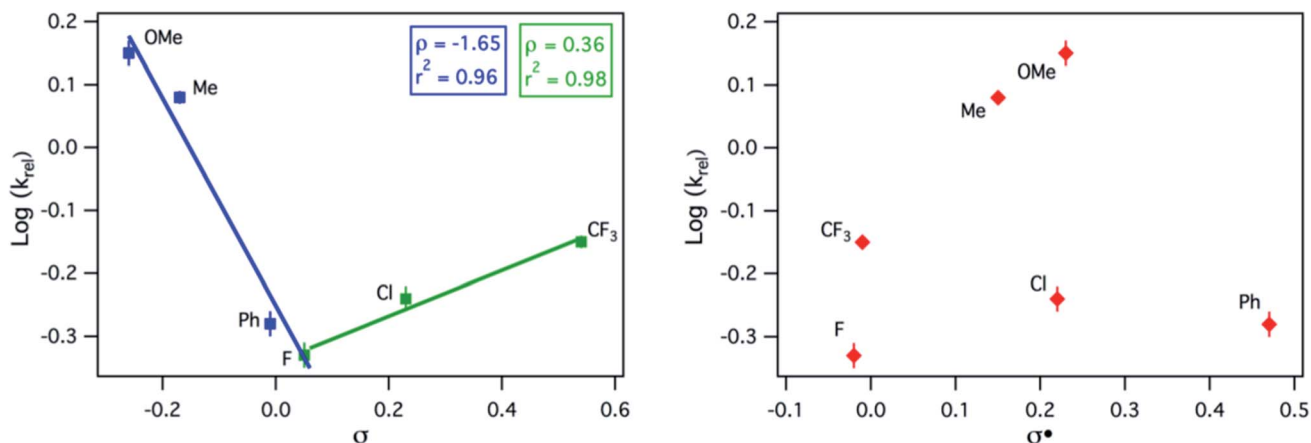 0.2
0.1
0.0
-0.1
-0.2
-0.3
Log (k_rel)
OMe
Me
Ph
F
Cl
CF₃
ρ = -1.65
r² = 0.96
ρ = 0.36
r² = 0.98
-0.2
0.0
0.2
0.4
0.6
σ
0.2
0.1
0.0
-0.1
-0.2
-0.3
Log (k_rel)
OMe
Me
CF₃
Cl
Ph
F
-0.1
0.0
0.1
0.2
0.3
0.4
0.5
σ•